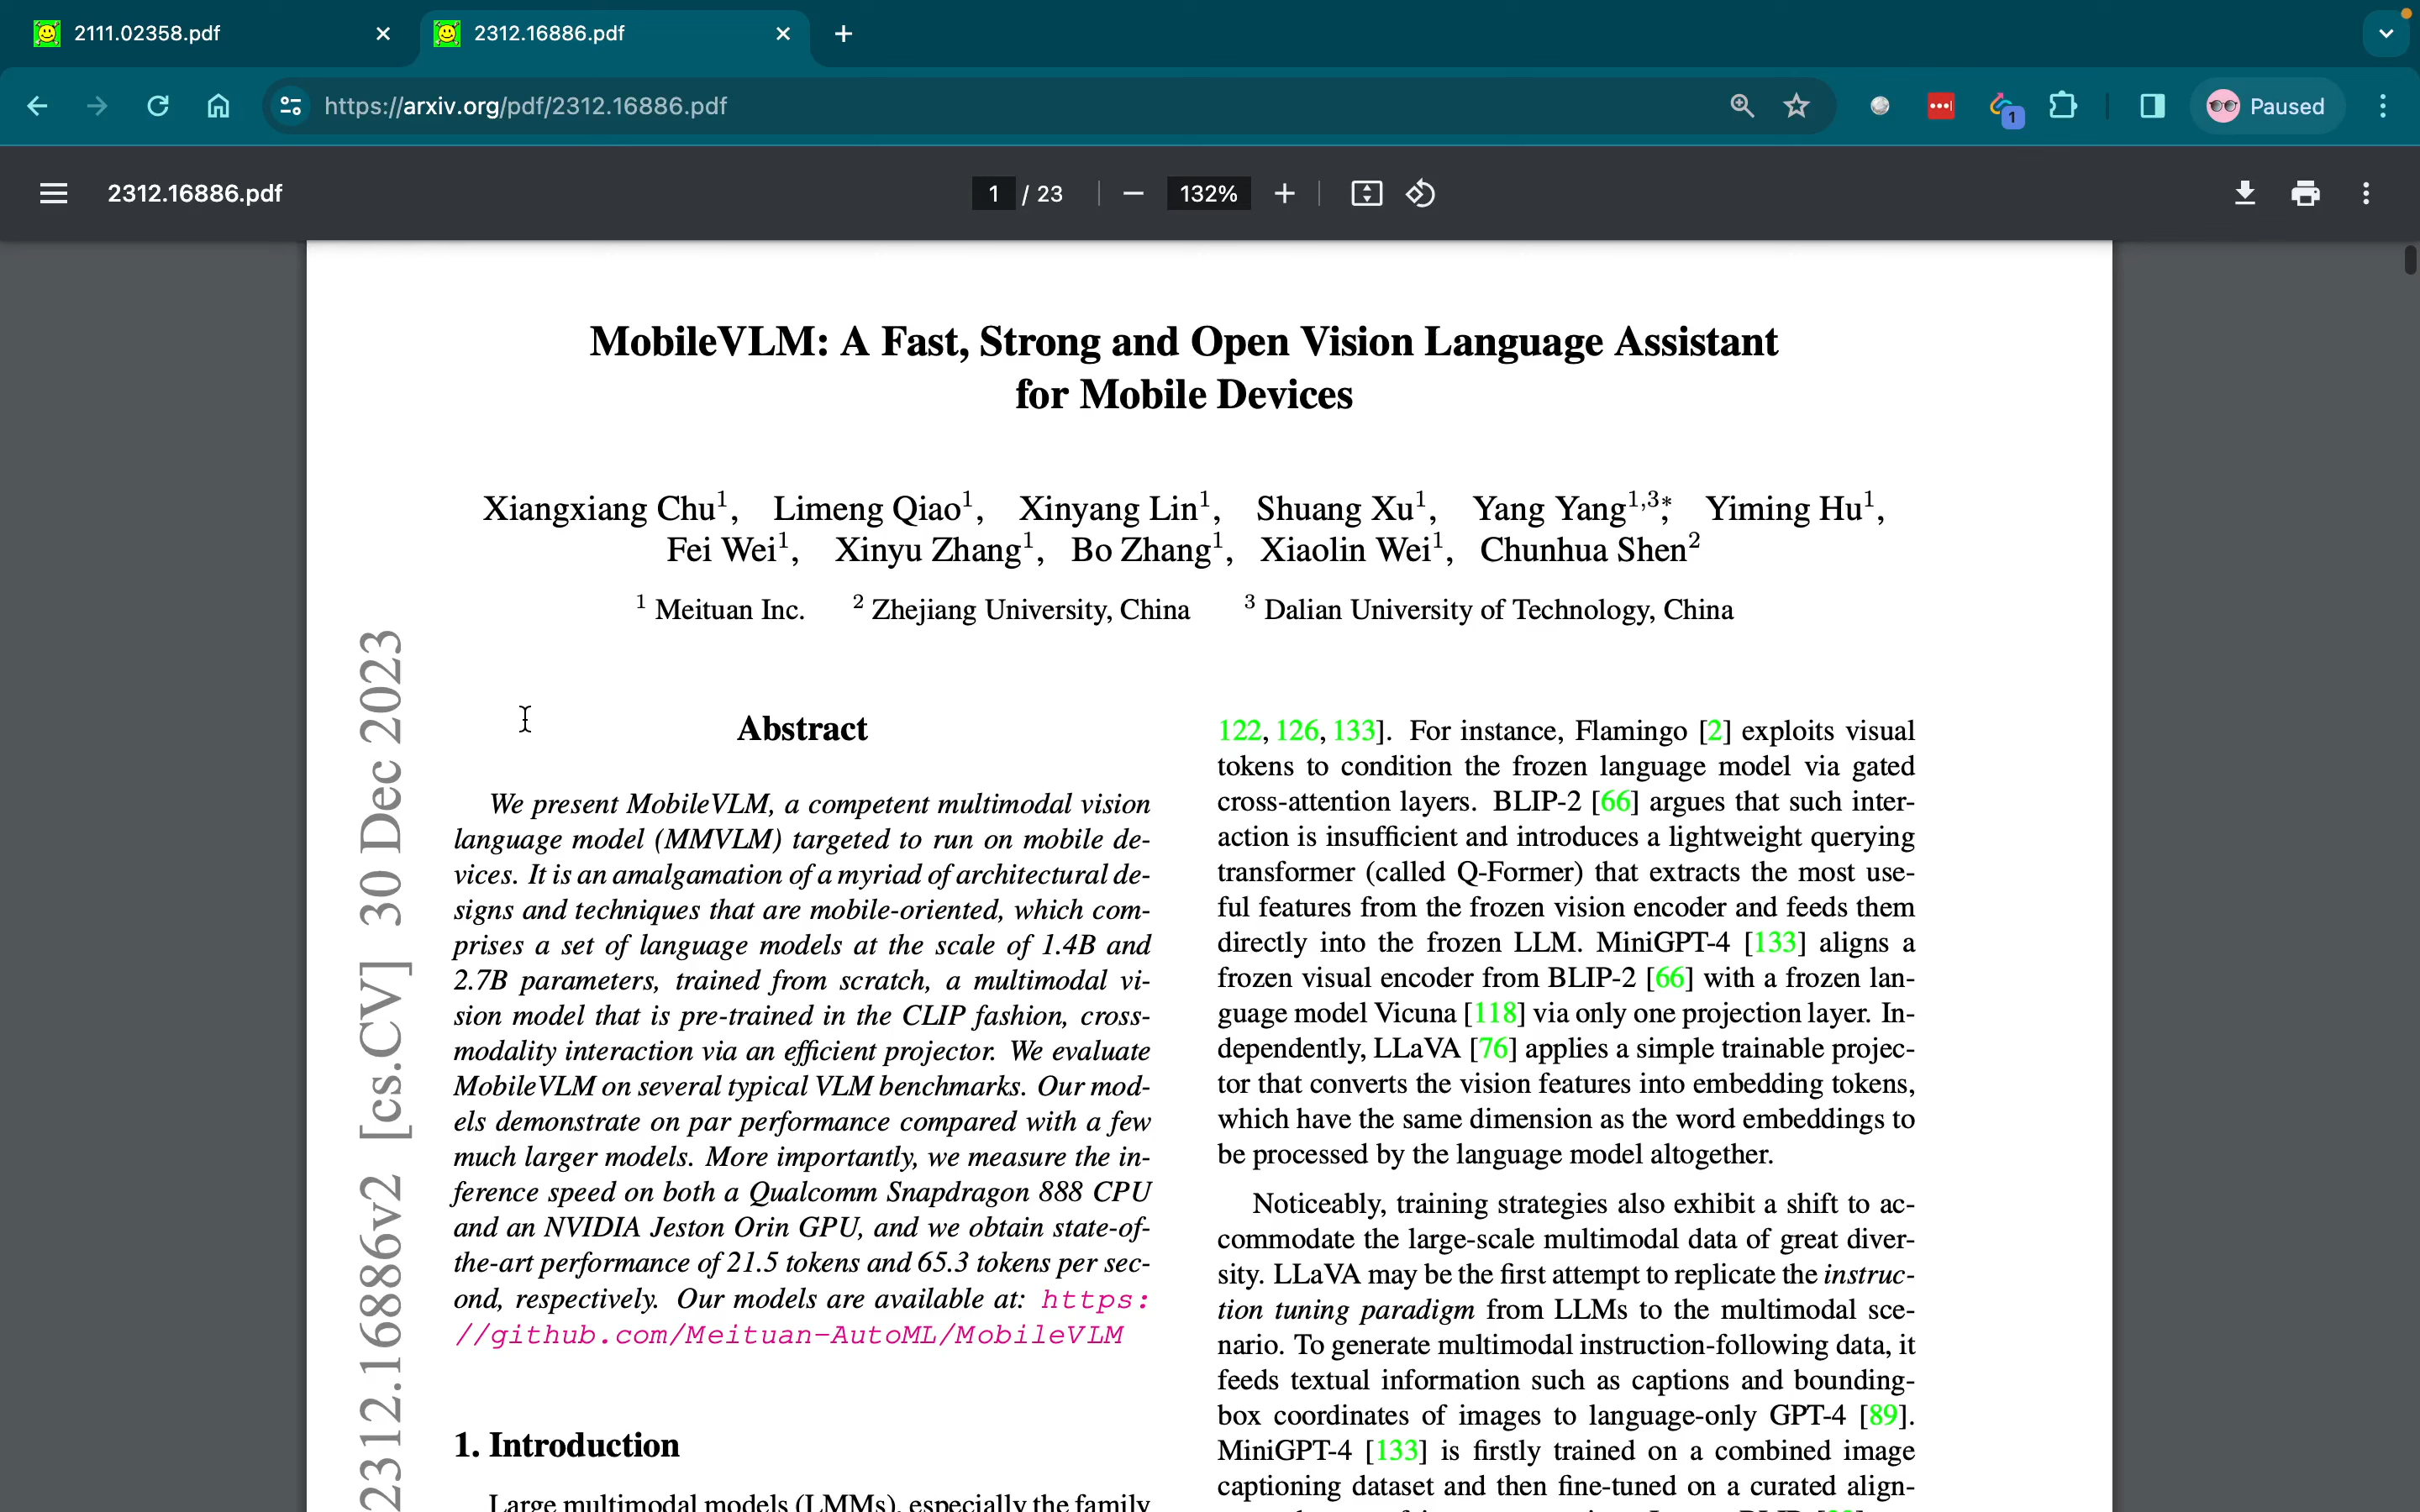 2111.02358.pdf
2312.16886.pdf
https://arxiv.org/pdf/2312.16886.pdf
1
Paused
2312.16886.pdf
1 / 23
132%
MobileVLM: A Fast, Strong and Open Vision Language Assistant
for Mobile Devices
Xiangxiang Chu1, Limeng Qiao1, Xinyang Lin1, Shuang Xu1, Yang Yang1,3*, Yiming Hu1,
Fei Wei1, Xinyu Zhang1, Bo Zhang1, Xiaolin Wei1, Chunhua Shen2
1 Meituan Inc. 2 Zhejiang University, China 3 Dalian University of Technology, China
2312.16886v2 [cs.CV] 30 Dec 2023
Abstract
We present MobileVLM, a competent multimodal vision
language model (MMVLM) targeted to run on mobile de-
vices. It is an amalgamation of a myriad of architectural de-
signs and techniques that are mobile-oriented, which com-
prises a set of language models at the scale of 1.4B and
2.7B parameters, trained from scratch, a multimodal vi-
sion model that is pre-trained in the CLIP fashion, cross-
modality interaction via an efficient projector. We evaluate
MobileVLM on several typical VLM benchmarks. Our mod-
els demonstrate on par performance compared with a few
much larger models. More importantly, we measure the in-
ference speed on both a Qualcomm Snapdragon 888 CPU
and an NVIDIA Jeston Orin GPU, and we obtain state-of-
the-art performance of 21.5 tokens and 65.3 tokens per sec-
ond, respectively. Our models are available at: https:
//github.com/Meituan-AutoML/MobileVLM
1. Introduction
Large multimodal models (LMMs), especially the family
122, 126, 133]. For instance, Flamingo [2] exploits visual
tokens to condition the frozen language model via gated
cross-attention layers. BLIP-2 [66] argues that such inter-
action is insufficient and introduces a lightweight querying
transformer (called Q-Former) that extracts the most use-
ful features from the frozen vision encoder and feeds them
directly into the frozen LLM. MiniGPT-4 [133] aligns a
frozen visual encoder from BLIP-2 [66] with a frozen lan-
guage model Vicuna [118] via only one projection layer. In-
dependently, LLaVA [76] applies a simple trainable projec-
tor that converts the vision features into embedding tokens,
which have the same dimension as the word embeddings to
be processed by the language model altogether.
Noticeably, training strategies also exhibit a shift to ac-
commodate the large-scale multimodal data of great diver-
sity. LLaVA may be the first attempt to replicate the instruc-
tion tuning paradigm from LLMs to the multimodal sce-
nario. To generate multimodal instruction-following data, it
feeds textual information such as captions and bounding-
box coordinates of images to language-only GPT-4 [89].
MiniGPT-4 [133] is firstly trained on a combined image
captioning dataset and then fine-tuned on a curated align-